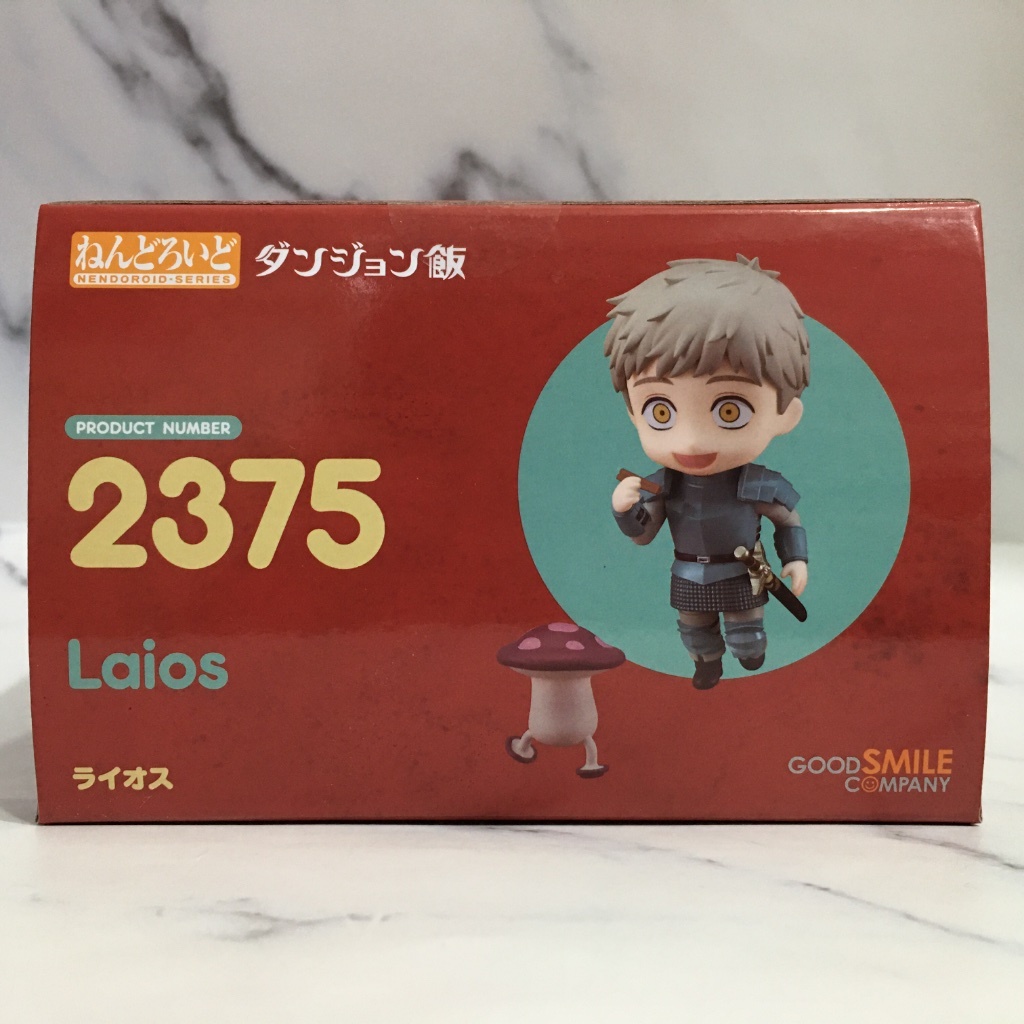 ねんどろいど
NENDOROID・SERIES
ダンジョン飯
PRODUCT NUMBER
2375
Laios
ライオス
GOOD SMILE
COMPANY